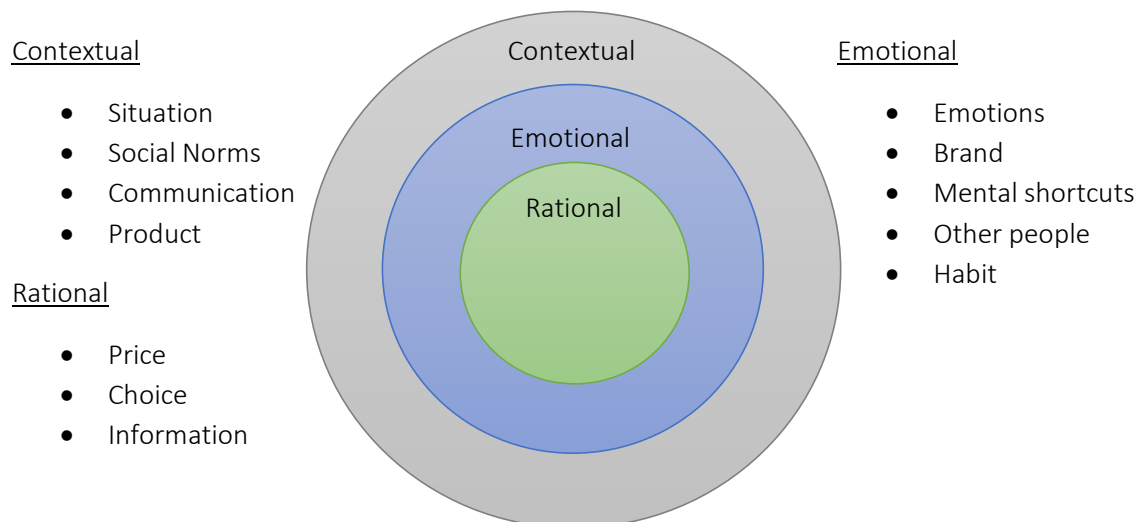 Contextual
Situation
Social Norms
Communication
Product
Rational
Price
Choice
Information
Contextual
Emotional
Rational
Emotional
Emotions
Brand
Mental shortcuts
Other people
Habit